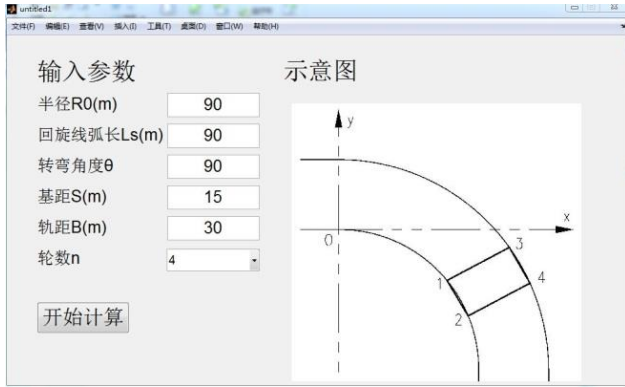 untitled1
文件(F) 编辑(E) 查看(V) 插入(I) 工具(T) 桌面(D) 窗口(W) 帮助(H)
输入参数
半径R0(m) 90
回旋线弧长Ls(m) 90
转弯角度θ 90
基距S(m) 15
轨距B(m) 30
轮数n 4
开始计算
示意图
y
x
0
3
1
4
2